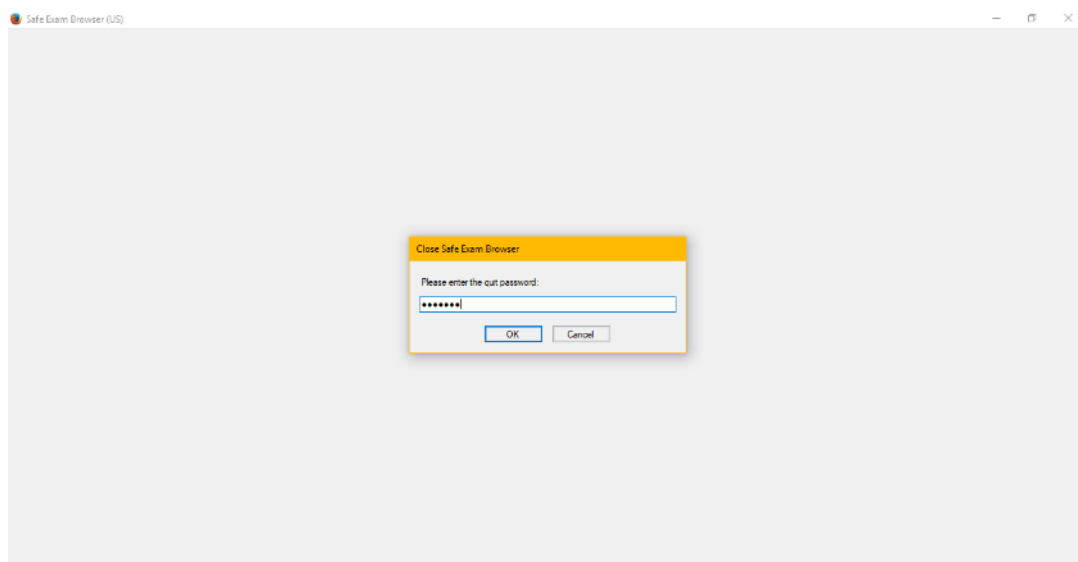 Safe Exam Browser (US)
Close Safe Exam Browser
Please enter the quit password:
•••••••
OK
Cancel